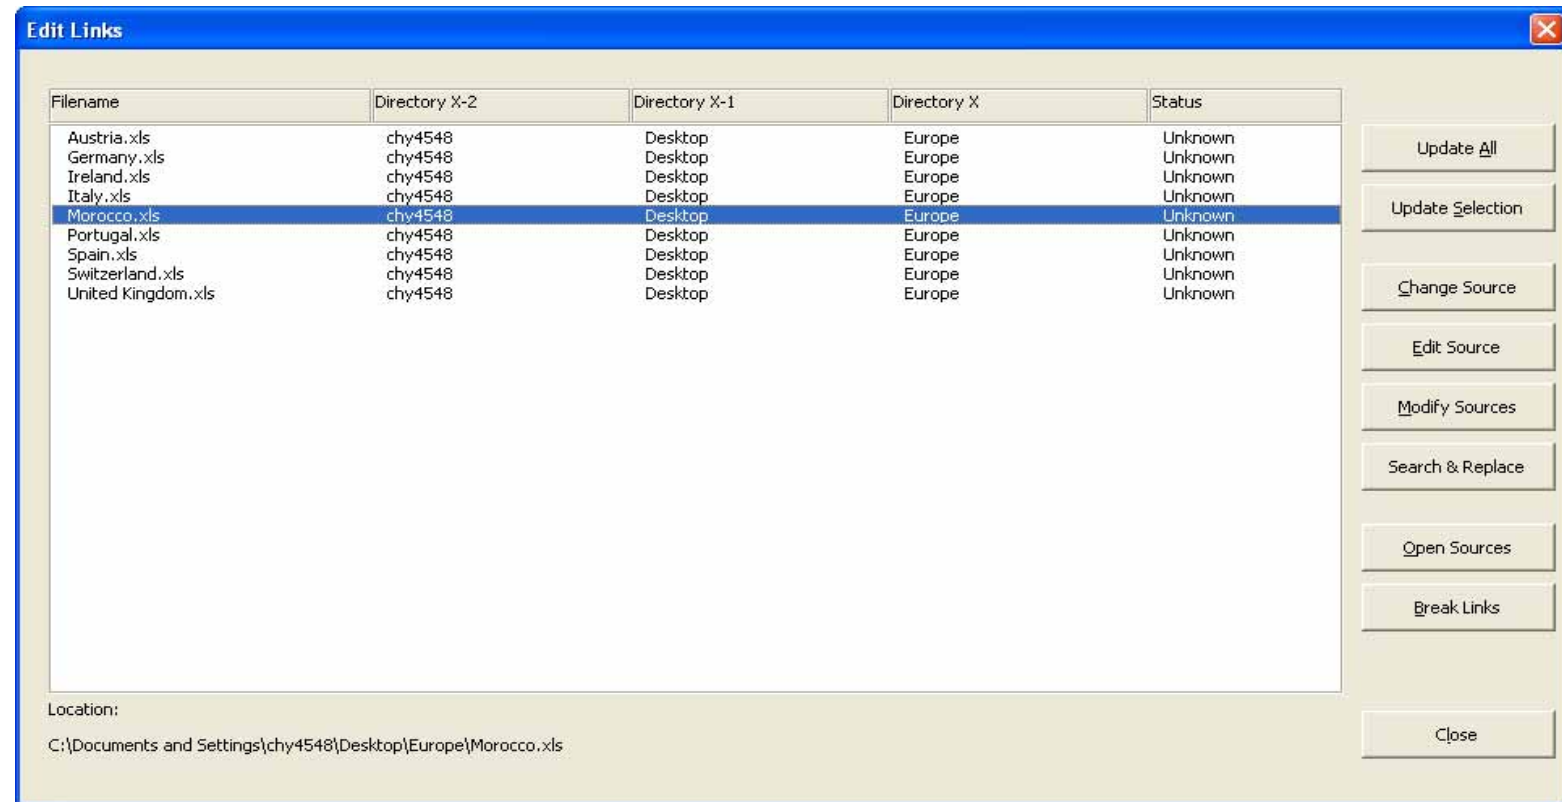 Edit Links
Filename Directory X-2 Directory X-1 Directory X Status
Austria.xls chy4548 Desktop Europe Unknown
Germany.xls chy4548 Desktop Europe Unknown
Ireland.xls chy4548 Desktop Europe Unknown
Italy.xls chy4548 Desktop Europe Unknown
Morocco.xls chy4548 Desktop Europe Unknown
Portugal.xls chy4548 Desktop Europe Unknown
Spain.xls chy4548 Desktop Europe Unknown
Switzerland.xls chy4548 Desktop Europe Unknown
United Kingdom.xls chy4548 Desktop Europe Unknown
Update All
Update Selection
Change Source
Edit Source
Modify Sources
Search & Replace
Open Sources
Break Links
Location:
C:\Documents and Settings\chy4548\Desktop\Europe\Morocco.xls
Close